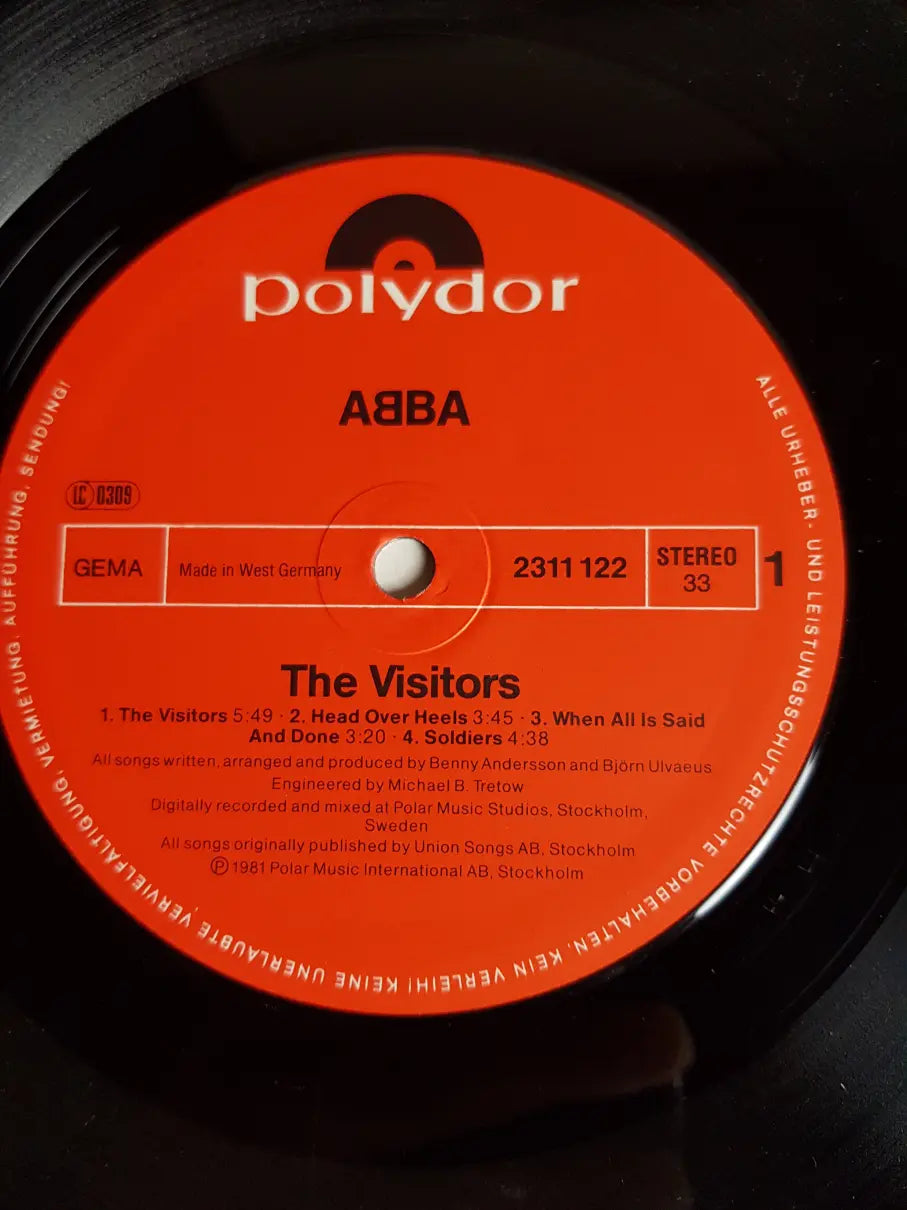 polydor
ABBA
LC 0309
GEMA
Made in West Germany
2311 122
STEREO
33
1
The Visitors
1. The Visitors 5:49 · 2. Head Over Heels 3:45 · 3. When All Is Said
And Done 3:20 · 4. Soldiers 4:38
All songs written, arranged and produced by Benny Andersson and Björn Ulvaeus
Engineered by Michael B. Tretow
Digitally recorded and mixed at Polar Music Studios, Stockholm,
Sweden
All songs originally published by Union Songs AB, Stockholm
℗ 1981 Polar Music International AB, Stockholm
ALLE URHEBER- UND LEISTUNGSSCHUTZRECHTE VORBEHALTEN. KEIN VERLEIH! KEINE UNERLAUBTE VERVIELFÄLTIGUNG, VERMIETUNG, AUFFÜHRUNG, SENDUNG!